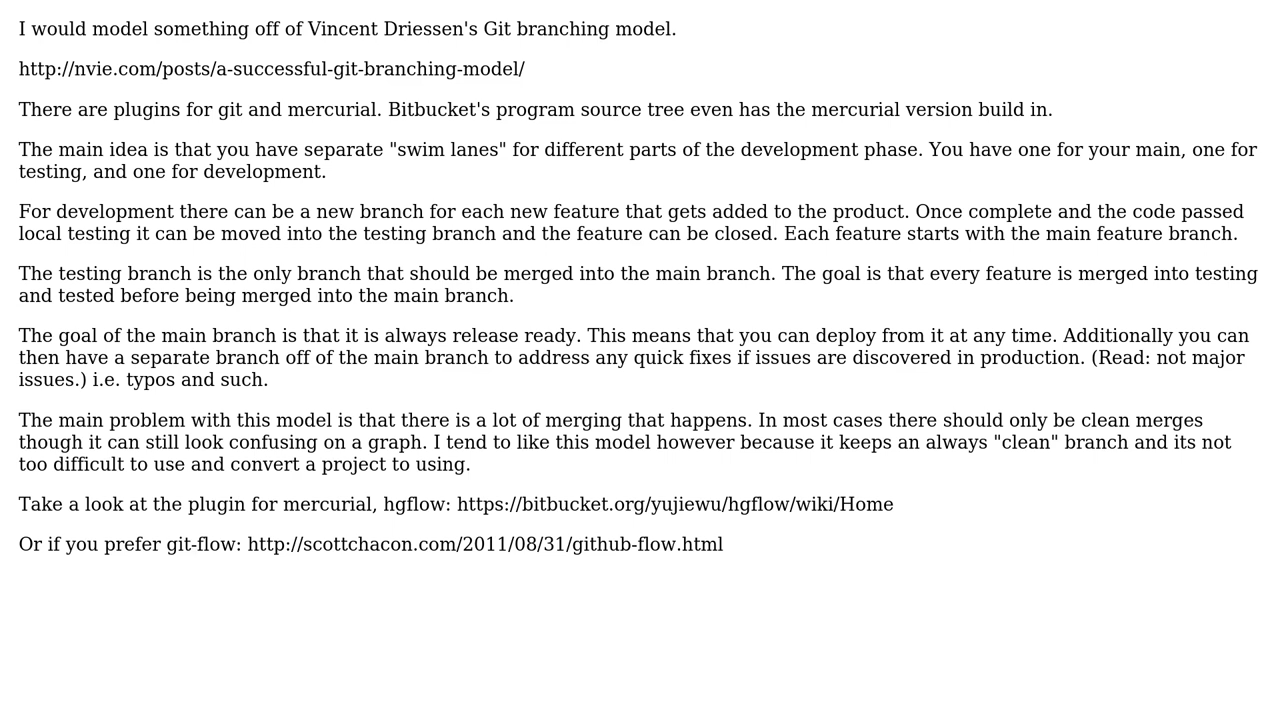 I would model something off of Vincent Driessen's Git branching model.
http://nvie.com/posts/a-successful-git-branching-model/
There are plugins for git and mercurial. Bitbucket's program source tree even has the mercurial version build in.
The main idea is that you have separate "swim lanes" for different parts of the development phase. You have one for your main, one for
testing, and one for development.
For development there can be a new branch for each new feature that gets added to the product. Once complete and the code passed
local testing it can be moved into the testing branch and the feature can be closed. Each feature starts with the main feature branch.
The testing branch is the only branch that should be merged into the main branch. The goal is that every feature is merged into testing
and tested before being merged into the main branch.
The goal of the main branch is that it is always release ready. This means that you can deploy from it at any time. Additionally you can
then have a separate branch off of the main branch to address any quick fixes if issues are discovered in production. (Read: not major
issues.) i.e. typos and such.
The main problem with this model is that there is a lot of merging that happens. In most cases there should only be clean merges
though it can still look confusing on a graph. I tend to like this model however because it keeps an always "clean" branch and its not
too difficult to use and convert a project to using.
Take a look at the plugin for mercurial, hgflow: https://bitbucket.org/yujiewu/hgflow/wiki/Home
Or if you prefer git-flow: http://scottchacon.com/2011/08/31/github-flow.html